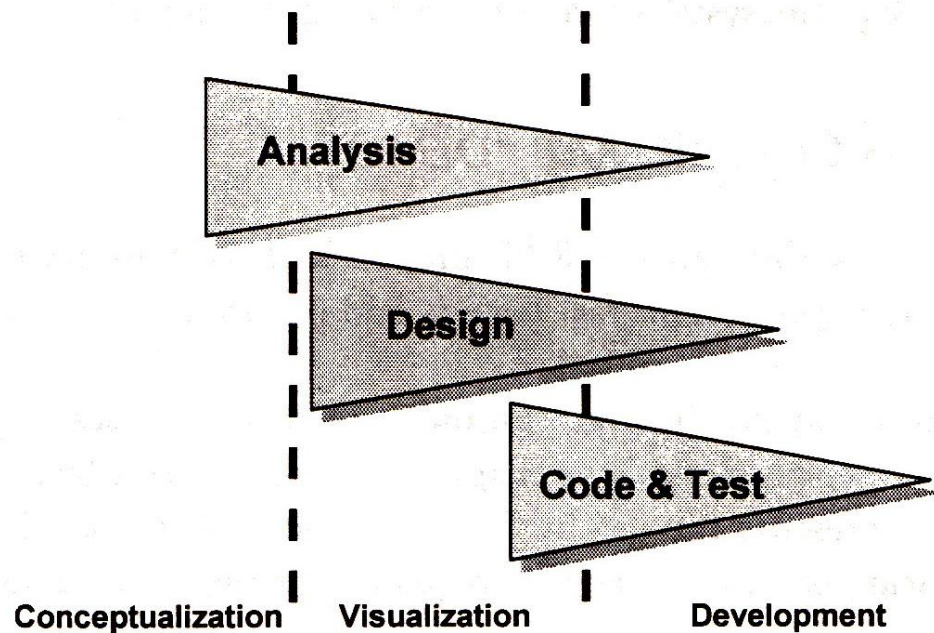 Analysis
Design
Code & Test
Conceptualization Visualization Development